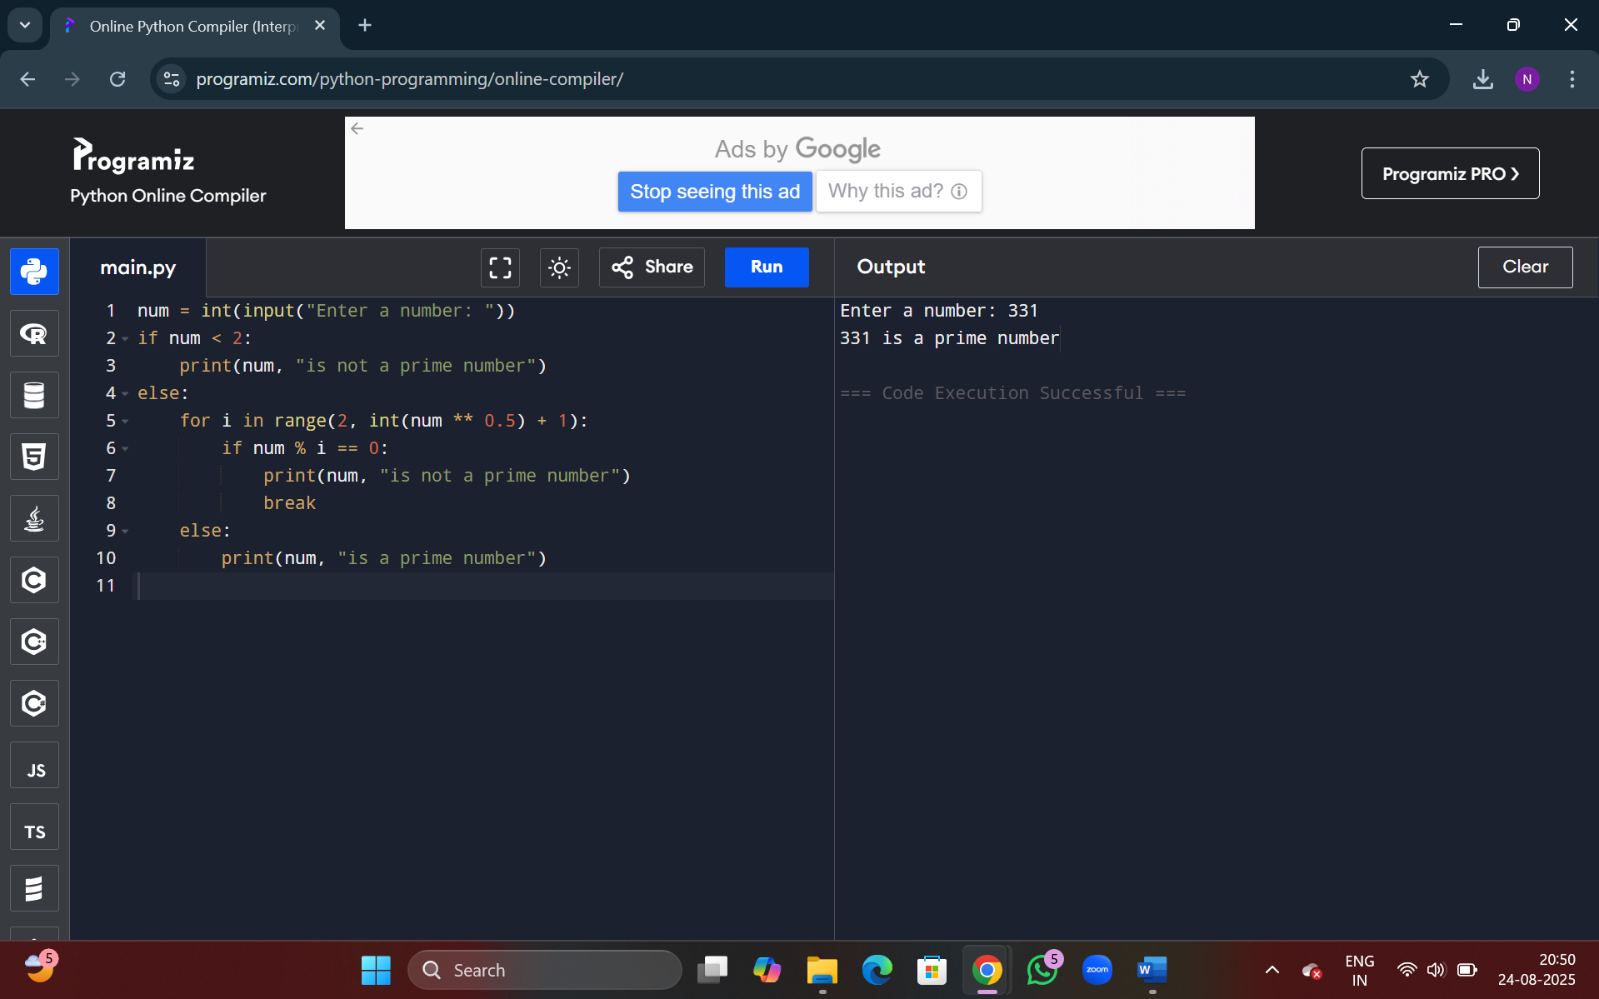 Online Python Compiler (Interp
programiz.com/python-programming/online-compiler/
N
Programiz
Python Online Compiler
Ads by Google
Stop seeing this ad
Why this ad?
Programiz PRO
main.py
Share
Run
Output
Clear
1 num = int(input("Enter a number: "))
2 if num < 2:
3     print(num, "is not a prime number")
4 else:
5     for i in range(2, int(num ** 0.5) + 1):
6         if num % i == 0:
7             print(num, "is not a prime number")
8             break
9     else:
10         print(num, "is a prime number")
11
Enter a number: 331
331 is a prime number
=== Code Execution Successful ===
JS
TS
5
Search
5
zoom
W
ENG
IN
20:50
24-08-2025